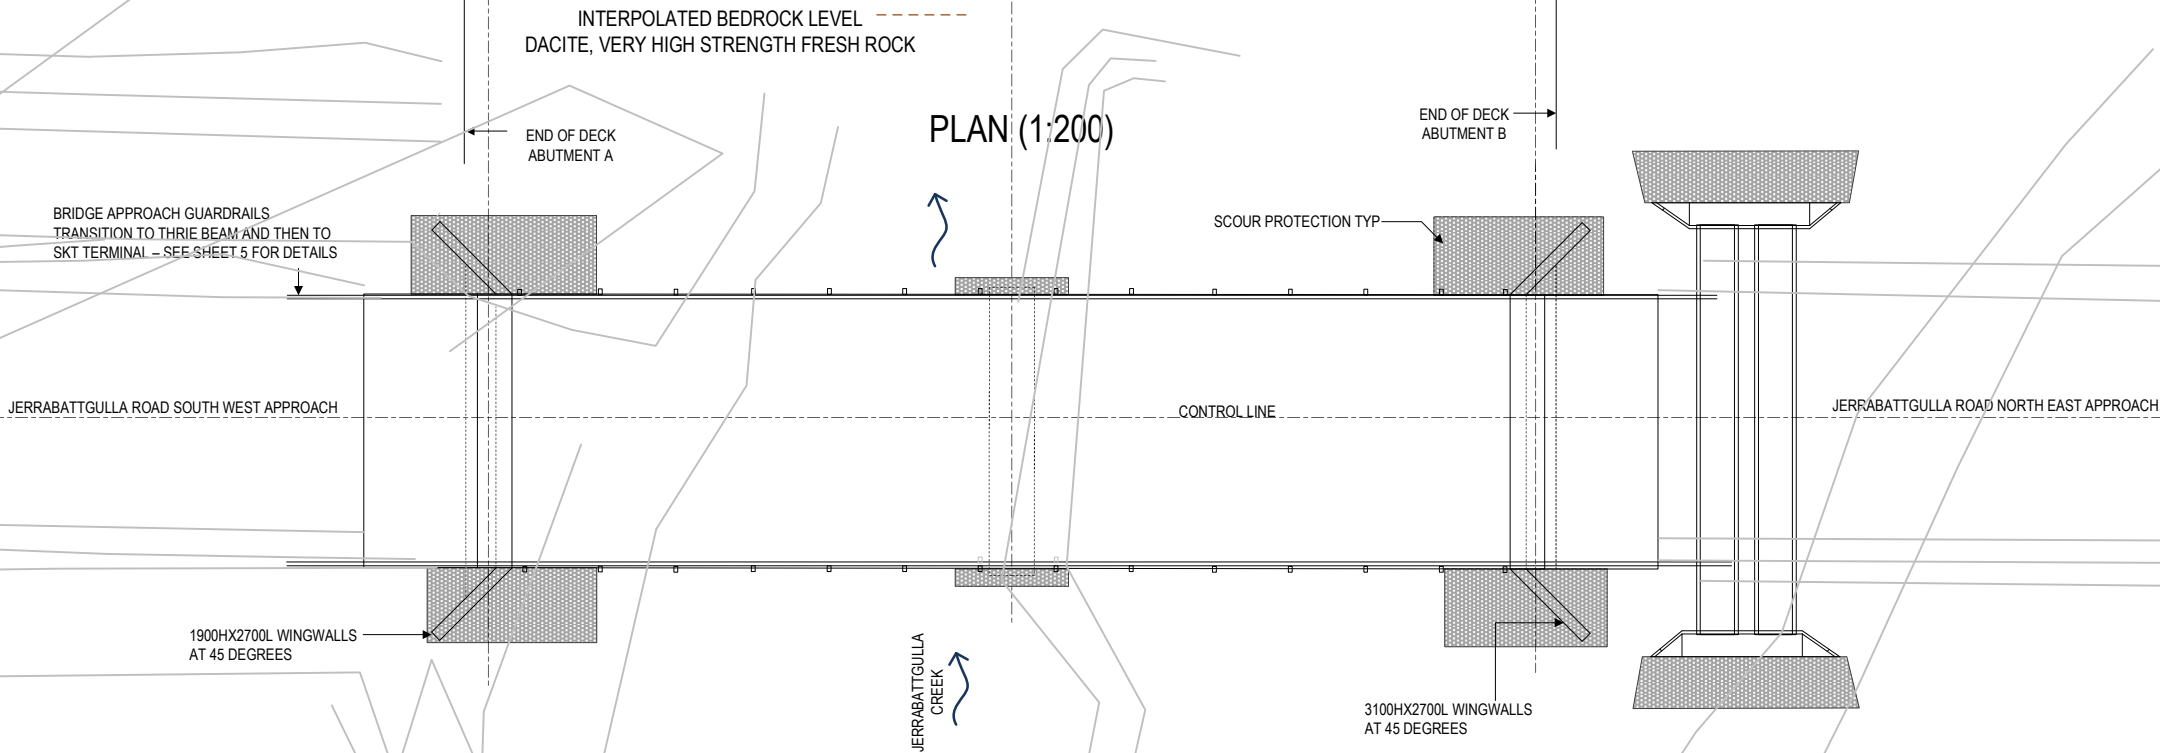 INTERPOLATED BEDROCK LEVEL
DACITE, VERY HIGH STRENGTH FRESH ROCK
PLAN (1:200)
END OF DECK
ABUTMENT A
END OF DECK
ABUTMENT B
BRIDGE APPROACH GUARDRAILS
TRANSITION TO THRIE BEAM AND THEN TO
SKT TERMINAL – SEE SHEET 5 FOR DETAILS
SCOUR PROTECTION TYP
JERRABATTGULLA ROAD SOUTH WEST APPROACH
CONTROL LINE
JERRABATTGULLA ROAD NORTH EAST APPROACH
1900HX2700L WINGWALLS
AT 45 DEGREES
JERRABATTGULLA
CREEK
3100HX2700L WINGWALLS
AT 45 DEGREES